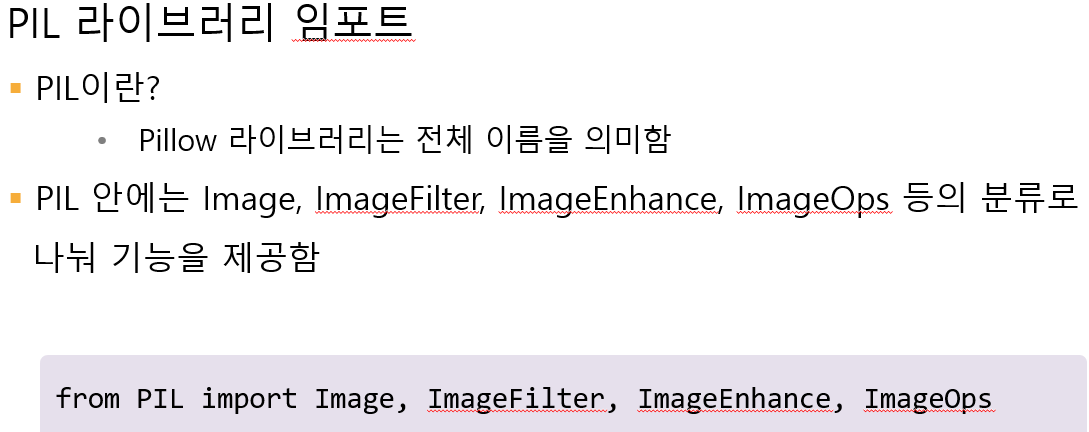 PIL 라이브러리 임포트
PIL이란?
Pillow 라이브러리는 전체 이름을 의미함
PIL 안에는 Image, ImageFilter, ImageEnhance, ImageOps 등의 분류로
나눠 기능을 제공함
from PIL import Image, ImageFilter, ImageEnhance, ImageOps